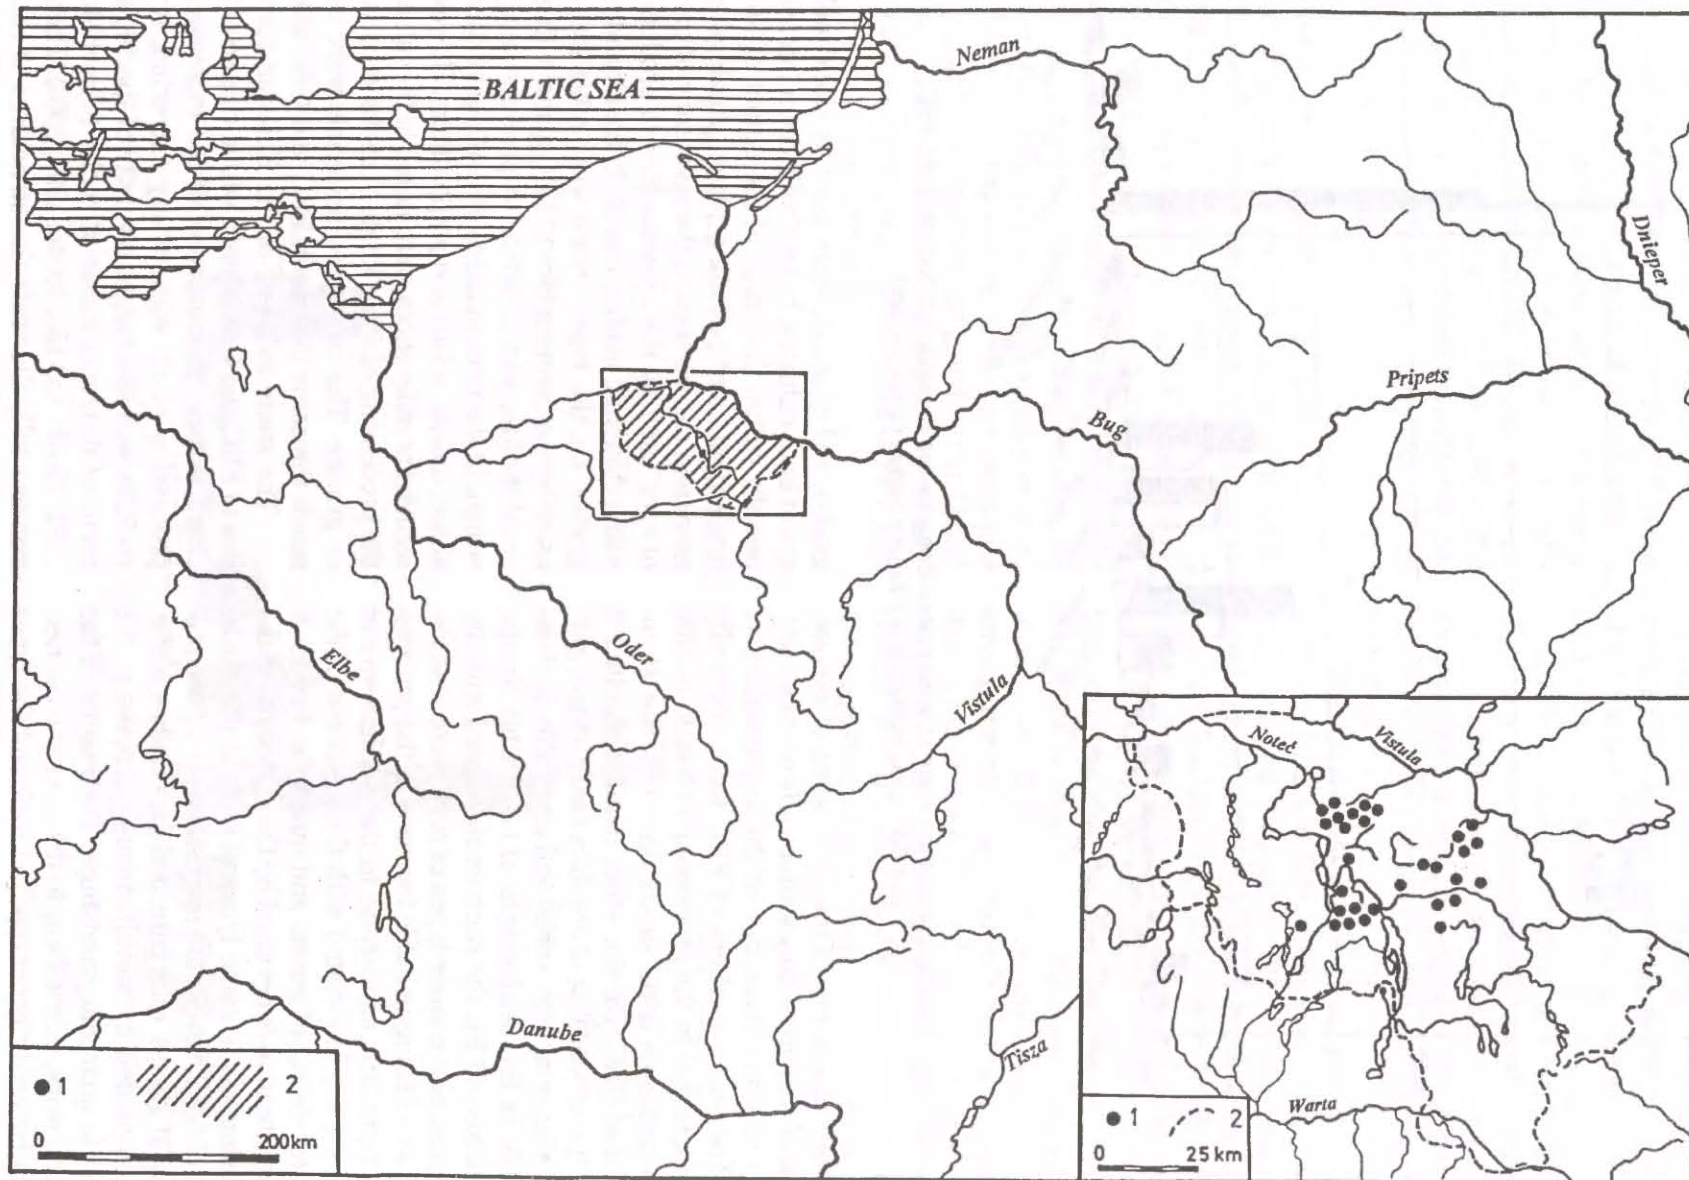 Neman
BALTIC SEA
Dnieper
Pripets
Bug
Elbe
Oder
Vistula
Danube
Tisza
1 2
0 200km
Noteć
Vistula
Warta
1 2
0 25 km